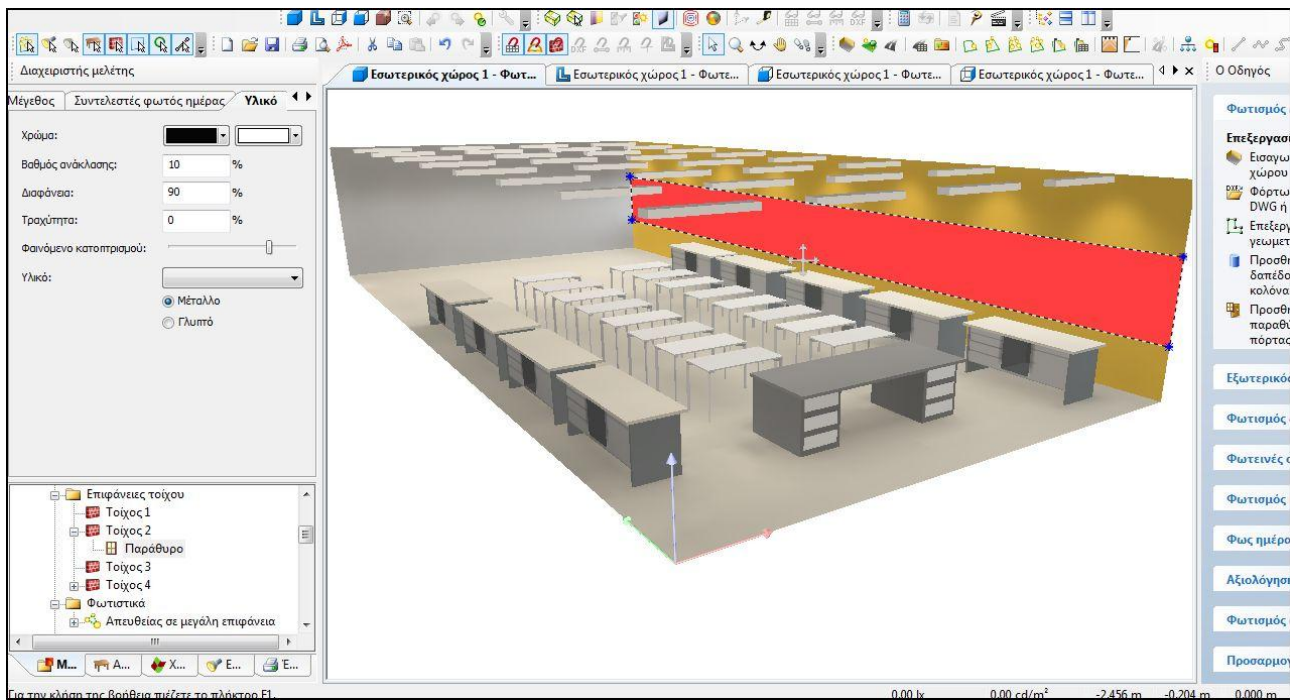 Διαχειριστής μελέτης
Εσωτερικός χώρος 1 - Φωτ...
Εσωτερικός χώρος 1 - Φωτε...
Εσωτερικός χώρος 1 - Φωτε...
Εσωτερικός χώρος 1 - Φωτε...
Ο Οδηγός
Μέγεθος
Συντελεστές φωτός ημέρας
Υλικό
Χρώμα:
Βαθμός ανάκλασης:
10
%
Διαφάνεια:
90
%
Τραχύτητα:
0
%
Φαινόμενο κατοπτρισμού:
Υλικό:
Μέταλλο
Γλυπτό
Επιφάνειες τοίχου
Τοίχος 1
Τοίχος 2
Παράθυρο
Τοίχος 3
Τοίχος 4
Φωτιστικά
Απευθείας σε μεγάλη επιφάνεια
Μ...
Α...
Χ...
Ε...
Έ...
Φωτισμός
Επεξεργασί
Εισαγω
χώρου
Φόρτω
DWG ή
Επεξεργ
γεωμετ
Προσθη
δαπέδο
κολόνα
Προσθη
παραθύ
πόρτας
Εξωτερικός
Φωτισμός
Φωτεινές σ
Φωτισμός
Φως ημέρα
Αξιολόγηση
Φωτισμός
Προσαρμογ
Για την κλήση της βοήθεια πιέζετε το πλήκτρο F1.
0.00 lx
0.00 cd/m²
-2.456 m
-0.204 m
0.000 m